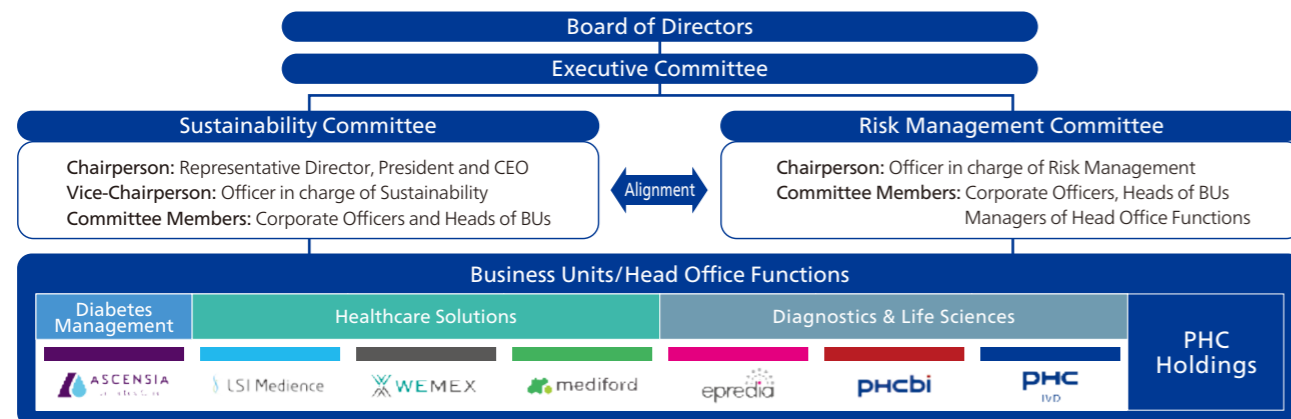 Board of Directors
Executive Committee
Sustainability Committee
Chairperson: Representative Director, President and CEO
Vice-Chairperson: Officer in charge of Sustainability
Committee Members: Corporate Officers and Heads of BUs
Alignment
Risk Management Committee
Chairperson: Officer in charge of Risk Management
Committee Members: Corporate Officers, Heads of BUs
Managers of Head Office Functions
Business Units/Head Office Functions
Diabetes
Management
Healthcare Solutions
Diagnostics & Life Sciences
PHC
Holdings
ASCENSIA
LSI Medience
WEMEX
mediford
epredia
PHCbi
PHC
IVD